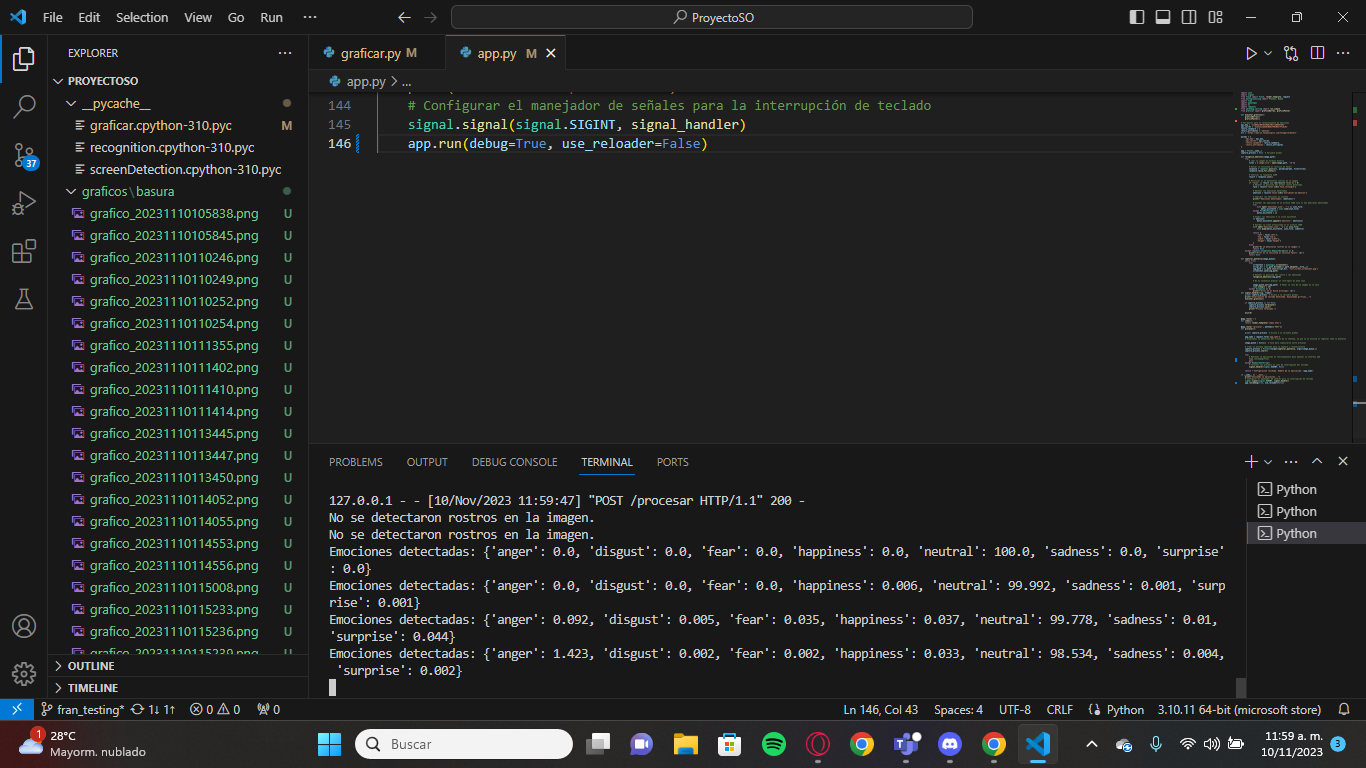 File Edit Selection View Go Run ··· ProyectoSO
EXPLORER
PROYECTOSO
__pycache__
graficar.cpython-310.pyc M
recognition.cpython-310.pyc
screenDetection.cpython-310.pyc
graficos\basura
grafico_20231110105838.png U
grafico_20231110105845.png U
grafico_20231110110246.png U
grafico_20231110110249.png U
grafico_20231110110252.png U
grafico_20231110110254.png U
grafico_20231110111355.png U
grafico_20231110111402.png U
grafico_20231110111410.png U
grafico_20231110111414.png U
grafico_20231110113445.png U
grafico_20231110113447.png U
grafico_20231110113450.png U
grafico_20231110114052.png U
grafico_20231110114055.png U
grafico_20231110114553.png U
grafico_20231110114556.png U
grafico_20231110115008.png U
grafico_20231110115233.png U
grafico_20231110115236.png U
grafico_20231110115239.png U
OUTLINE
TIMELINE
37
graficar.py M app.py M
app.py > ...
144 # Configurar el manejador de señales para la interrupción de teclado
145 signal.signal(signal.SIGINT, signal_handler)
146 app.run(debug=True, use_reloader=False)
PROBLEMS OUTPUT DEBUG CONSOLE TERMINAL PORTS
127.0.0.1 - - [10/Nov/2023 11:59:47] "POST /procesar HTTP/1.1" 200 -
No se detectaron rostros en la imagen.
No se detectaron rostros en la imagen.
Emociones detectadas: {'anger': 0.0, 'disgust': 0.0, 'fear': 0.0, 'happiness': 0.0, 'neutral': 100.0, 'sadness': 0.0, 'surprise'
: 0.0}
Emociones detectadas: {'anger': 0.0, 'disgust': 0.0, 'fear': 0.0, 'happiness': 0.006, 'neutral': 99.992, 'sadness': 0.001, 'surp
rise': 0.001}
Emociones detectadas: {'anger': 0.092, 'disgust': 0.005, 'fear': 0.035, 'happiness': 0.037, 'neutral': 99.778, 'sadness': 0.01,
'surprise': 0.044}
Emociones detectadas: {'anger': 1.423, 'disgust': 0.002, 'fear': 0.002, 'happiness': 0.033, 'neutral': 98.534, 'sadness': 0.004,
'surprise': 0.002}
Python
Python
Python
fran_testing* 1↓ 1↑ 0 0 0 Ln 146, Col 43 Spaces: 4 UTF-8 CRLF Python 3.10.11 64-bit (microsoft store)
1
28°C
Mayorm. nublado
Buscar
11:59 a. m.
10/11/2023
3